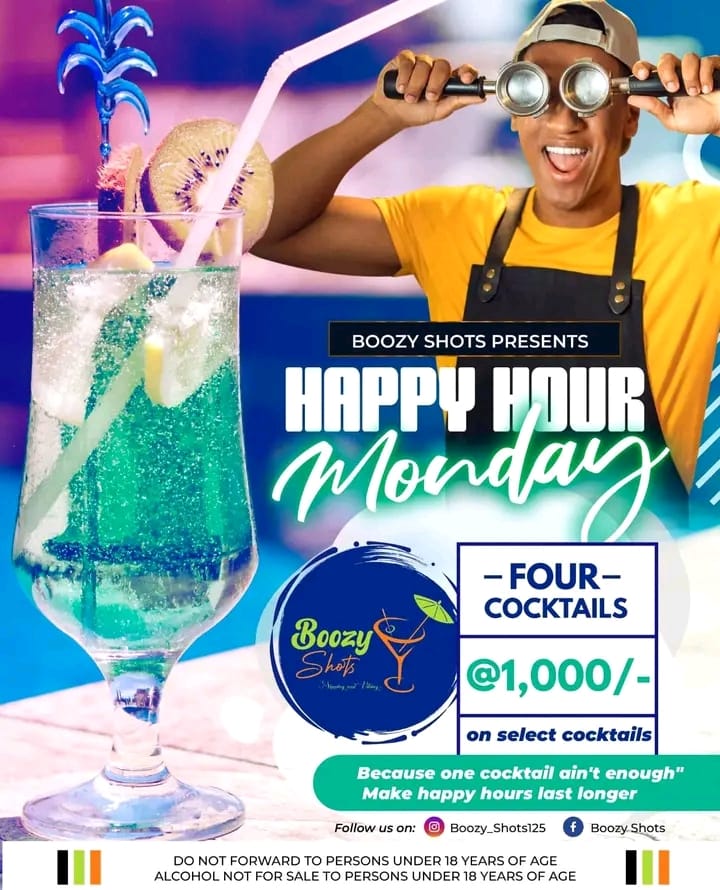 BOOZY SHOTS PRESENTS
HAPPY HOUR
Monday
Boozy
Shots
–FOUR–
COCKTAILS
@1,000/-
on select cocktails
Because one cocktail ain't enough"
Make happy hours last longer
Follow us on: Boozy_Shots125 Boozy Shots
DO NOT FORWARD TO PERSONS UNDER 18 YEARS OF AGE
ALCOHOL NOT FOR SALE TO PERSONS UNDER 18 YEARS OF AGE